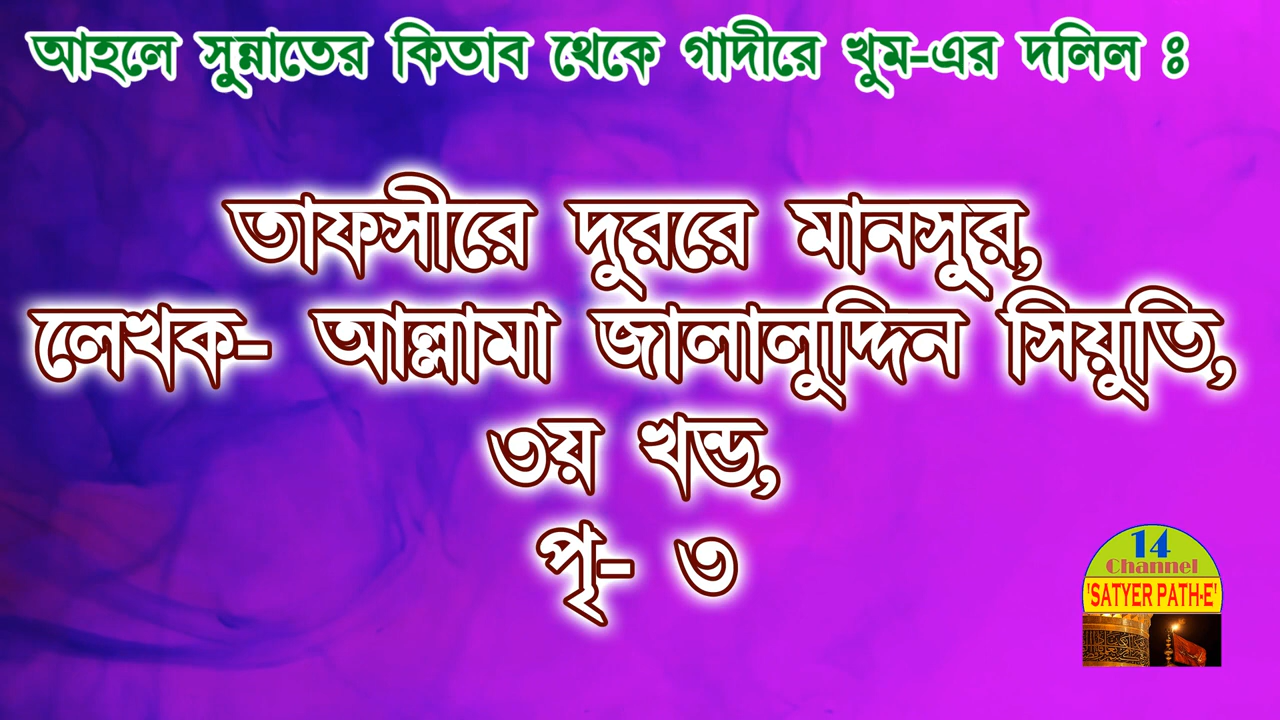 আহলে সুন্নাতের কিতাব থেকে গাদীরে খুম-এর দলিল ঃ
তাফসীরে দুররে মানসুর,
লেখক- আল্লামা জালালুদ্দিন সিয়ুতি,
৩য় খন্ড,
পৃ- ৩
14
Channel
'SATYER PATH-E'